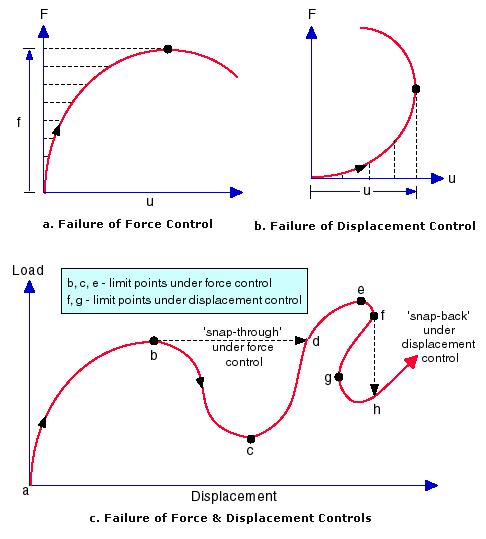 F
f
u
a. Failure of Force Control
F
u
u
b. Failure of Displacement Control
Load
b, c, e - limit points under force control
f, g - limit points under displacement control
'snap-through'
under force
control
'snap-back'
under
displacement
control
a
b
c
d
e
f
g
h
Displacement
c. Failure of Force & Displacement Controls